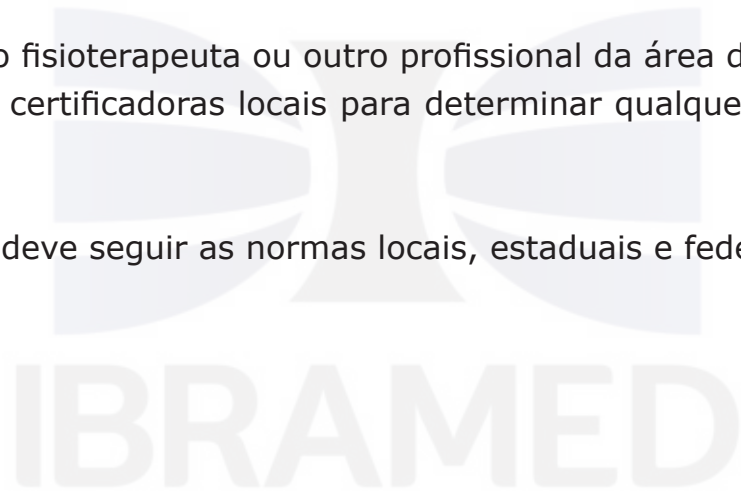 o fisioterapeuta ou outro profissional da área d
certificadoras locais para determinar qualque
deve seguir as normas locais, estaduais e fede
IBRAMED